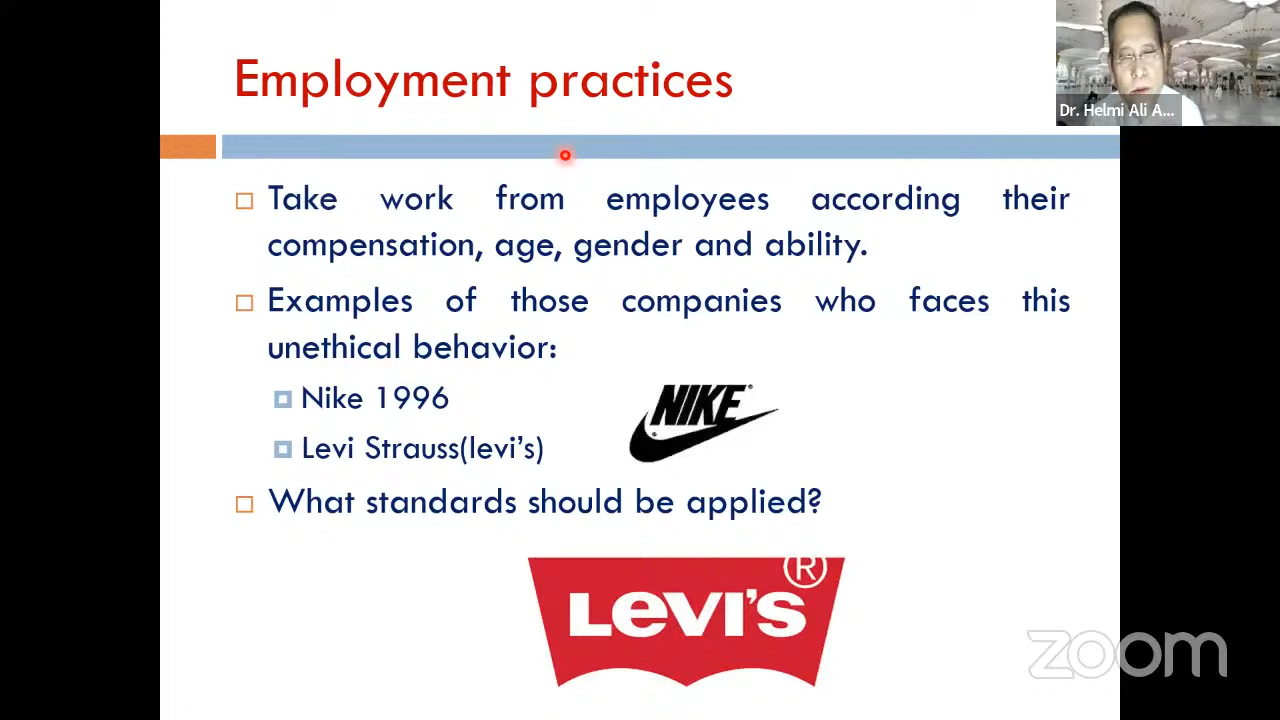 Employment practices
Dr. Helmi Ali A...
Take work from employees according their
compensation, age, gender and ability.
Examples of those companies who faces this
unethical behavior:
Nike 1996
NIKE
Levi Strauss(levi's)
What standards should be applied?
®
LEVI'S
zoom